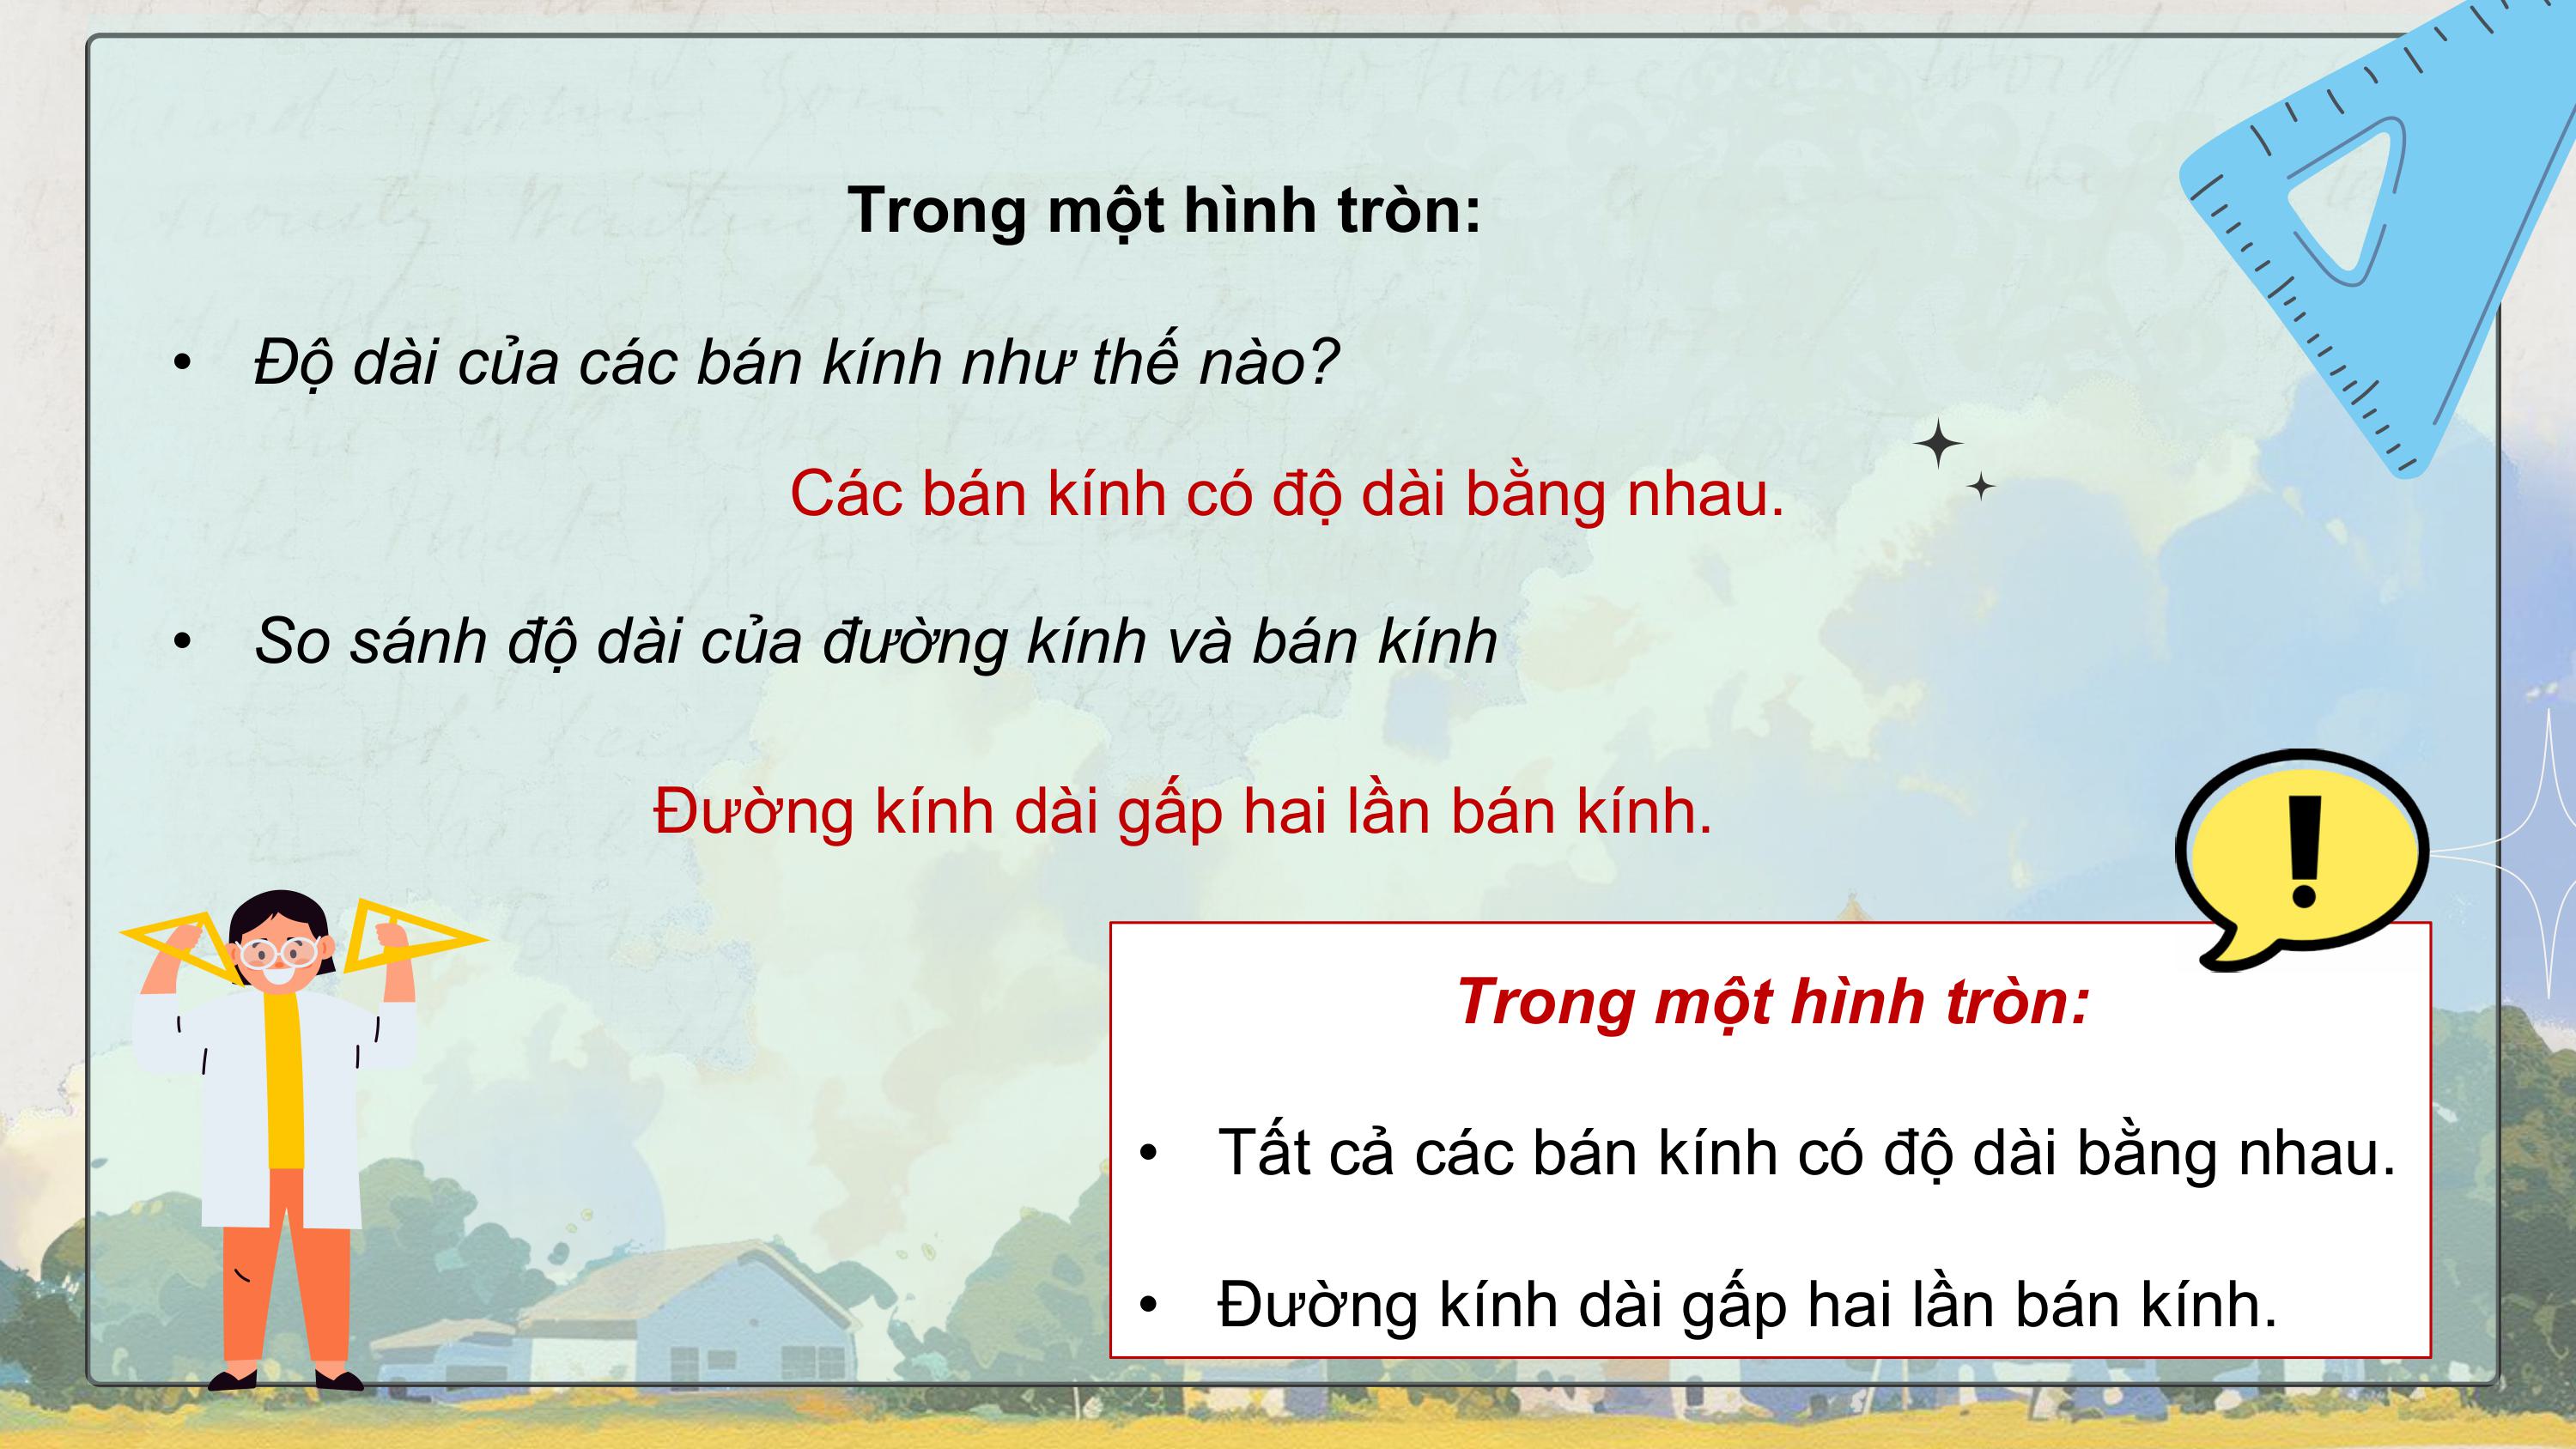 Trong một hình tròn:
• Độ dài của các bán kính như thế nào?
Các bán kính có độ dài bằng nhau.
• So sánh độ dài của đường kính và bán kính
Đường kính dài gấp hai lần bán kính.
!
Trong một hình tròn:
• Tất cả các bán kính có độ dài bằng nhau.
• Đường kính dài gấp hai lần bán kính.